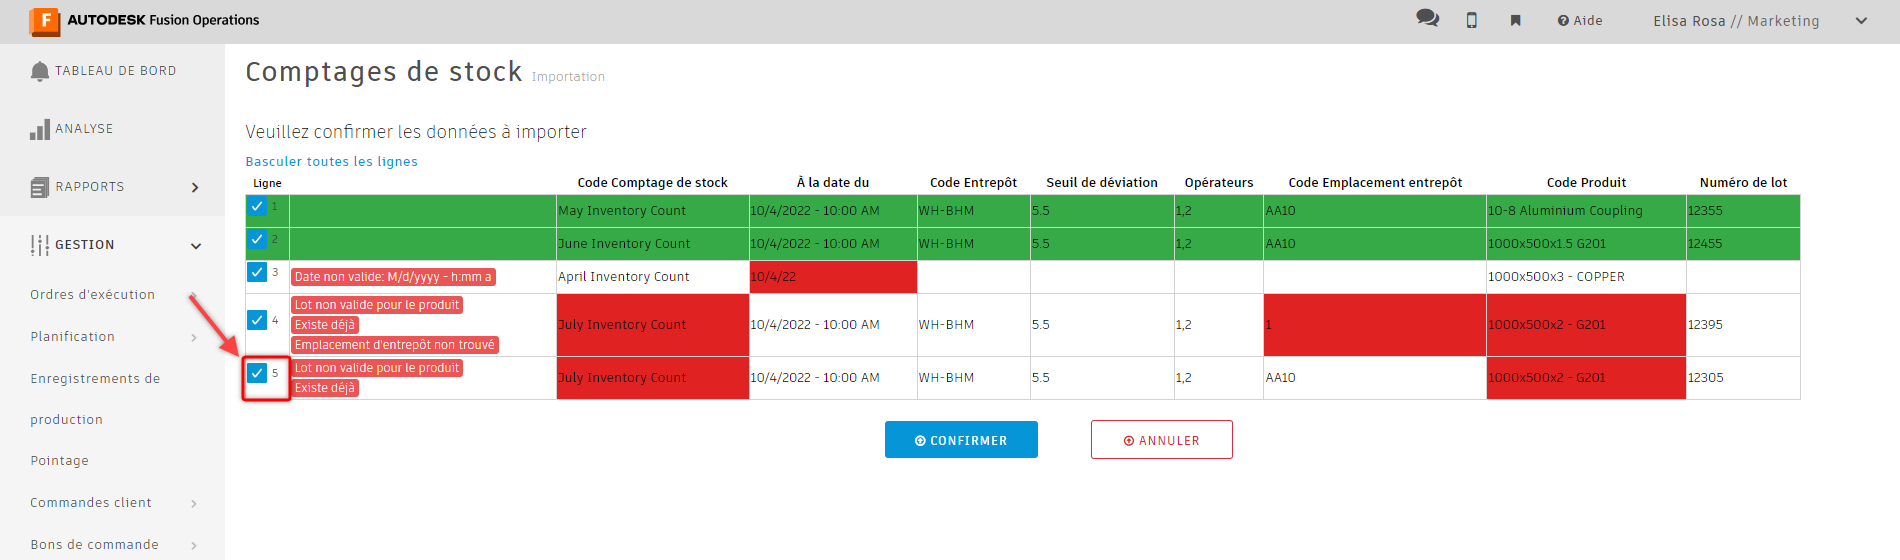 AUTODESK Fusion Operations
Aide
Elisa Rosa // Marketing
TABLEAU DE BORD
ANALYSE
RAPPORTS
GESTION
Ordres d'exécution
Planification
Enregistrements de
production
Pointage
Commandes client
Bons de commande
Comptages de stock Importation
Veuillez confirmer les données à importer
Basculer toutes les lignes
Ligne Code Comptage de stock À la date du Code Entrepôt Seuil de déviation Opérateurs Code Emplacement entrepôt Code Produit Numéro de lot
1 May Inventory Count 10/4/2022 - 10:00 AM WH-BHM 5.5 1,2 AA10 10-8 Aluminium Coupling 12355
2 June Inventory Count 10/4/2022 - 10:00 AM WH-BHM 5.5 1,2 AA10 1000x500x1.5 G201 12455
3 Date non valide: M/d/yyyy - h:mm a April Inventory Count 10/4/22 1000x500x3 - COPPER
Lot non valide pour le produit
4 Existe déjà July Inventory Count 10/4/2022 - 10:00 AM WH-BHM 5.5 1,2 1 1000x500x2 - G201 12395
Emplacement d'entrepôt non trouvé
Lot non valide pour le produit
5 Existe déjà July Inventory Count 10/4/2022 - 10:00 AM WH-BHM 5.5 1,2 AA10 1000x500x2 - G201 12305
CONFIRMER
ANNULER